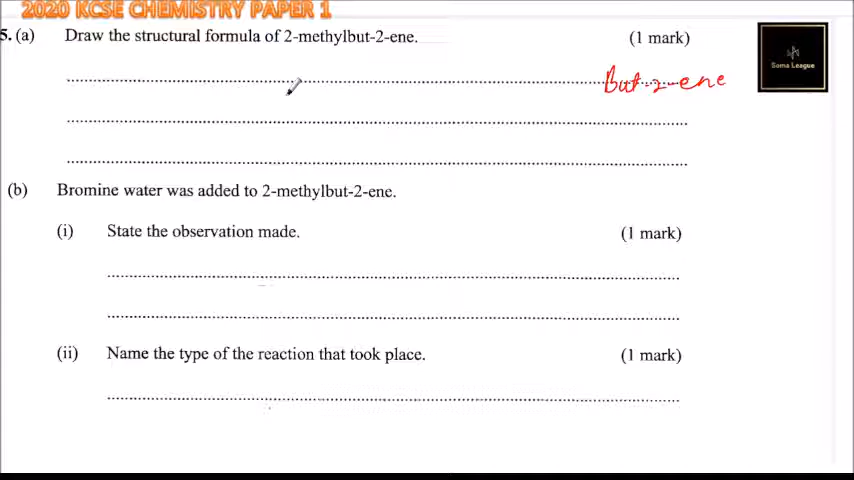 2020 KCSE CHEMISTRY PAPER 1
5. (a) Draw the structural formula of 2-methylbut-2-ene. (1 mark)
Soma League
But-2-ene
(b) Bromine water was added to 2-methylbut-2-ene.
(i) State the observation made. (1 mark)
(ii) Name the type of the reaction that took place. (1 mark)